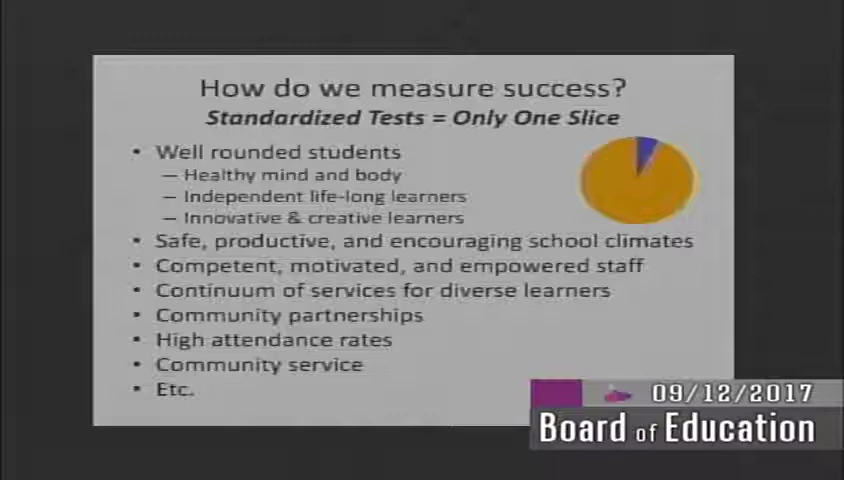 How do we measure success?
Standardized Tests = Only One Slice
• Well rounded students
– Healthy mind and body
– Independent life-long learners
– Innovative & creative learners
• Safe, productive, and encouraging school climates
• Competent, motivated, and empowered staff
• Continuum of services for diverse learners
• Community partnerships
• High attendance rates
• Community service
• Etc.
09/12/2017
Board of Education